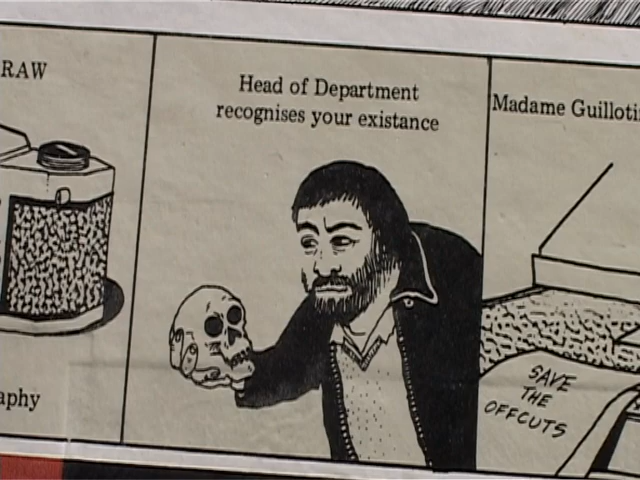 RAW
aphy
Head of Department
recognises your existance
Madame Guilloti
SAVE
THE
OFFCUTS